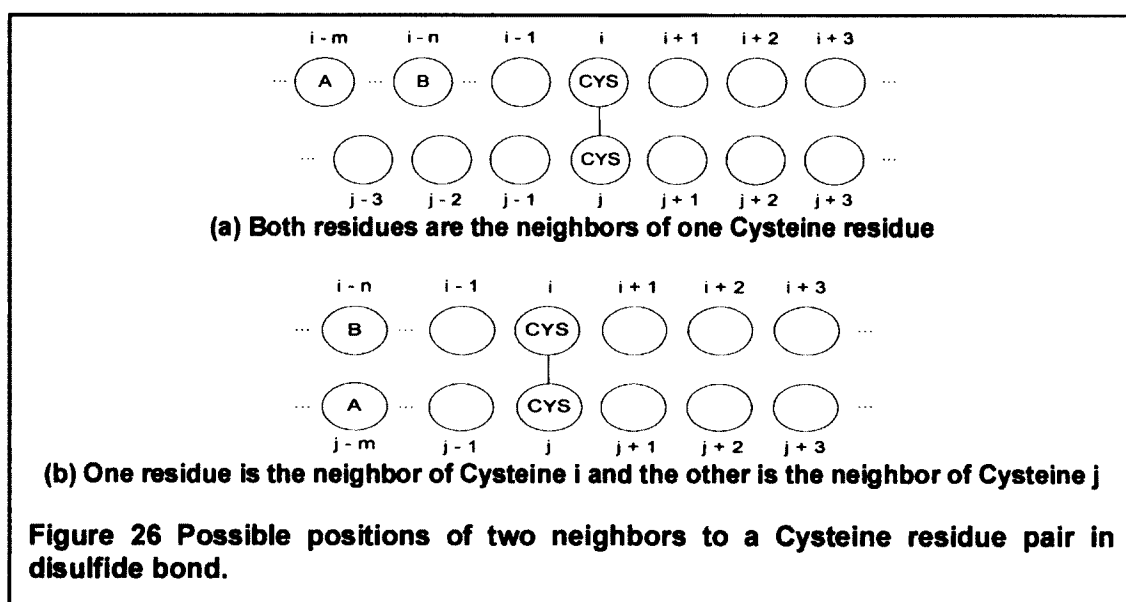 i - m i - n i - 1 i i + 1 i + 2 i + 3
... A ... B ... CYS ...
... CYS ...
j - 3 j - 2 j - 1 j j + 1 j + 2 j + 3
(a) Both residues are the neighbors of one Cysteine residue
i - n i - 1 i i + 1 i + 2 i + 3
... B ... CYS ...
... A ... CYS ...
j - m j - 1 j j + 1 j + 2 j + 3
(b) One residue is the neighbor of Cysteine i and the other is the neighbor of Cysteine j
Figure 26 Possible positions of two neighbors to a Cysteine residue pair in
disulfide bond.